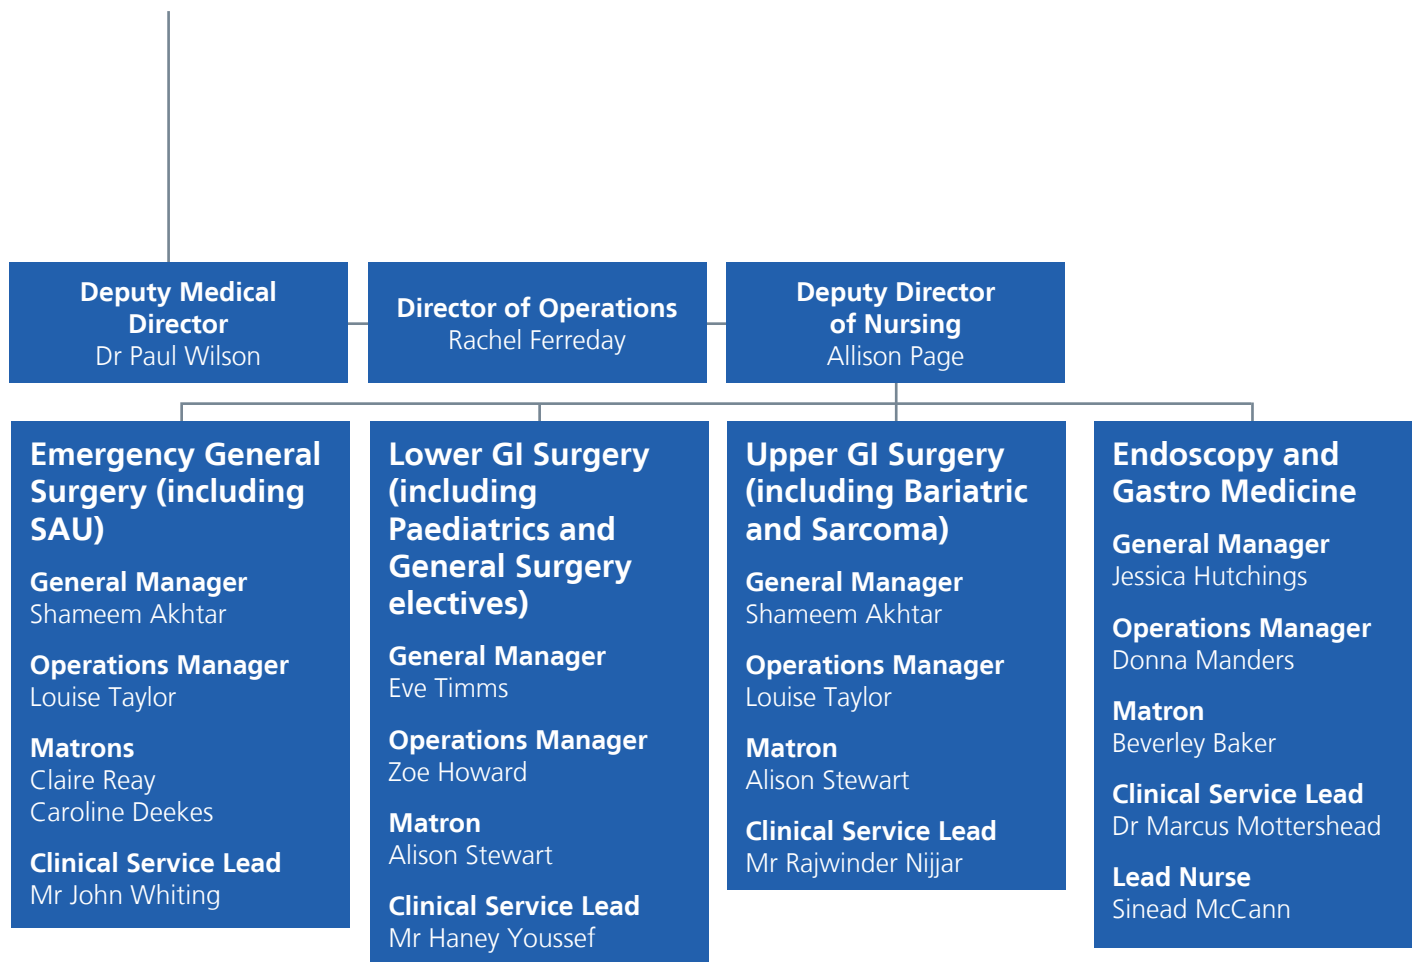 Deputy Medical
Director
Dr Paul Wilson
Director of Operations
Rachel Ferreday
Deputy Director
of Nursing
Allison Page
Emergency General
Surgery (including
SAU)
General Manager
Shameem Akhtar
Operations Manager
Louise Taylor
Matrons
Claire Reay
Caroline Deekes
Clinical Service Lead
Mr John Whiting
Lower GI Surgery
(including
Paediatrics and
General Surgery
electives)
General Manager
Eve Timms
Operations Manager
Zoe Howard
Matron
Alison Stewart
Clinical Service Lead
Mr Haney Youssef
Upper GI Surgery
(including Bariatric
and Sarcoma)
General Manager
Shameem Akhtar
Operations Manager
Louise Taylor
Matron
Alison Stewart
Clinical Service Lead
Mr Rajwinder Nijjar
Endoscopy and
Gastro Medicine
General Manager
Jessica Hutchings
Operations Manager
Donna Manders
Matron
Beverley Baker
Clinical Service Lead
Dr Marcus Mottershead
Lead Nurse
Sinead McCann